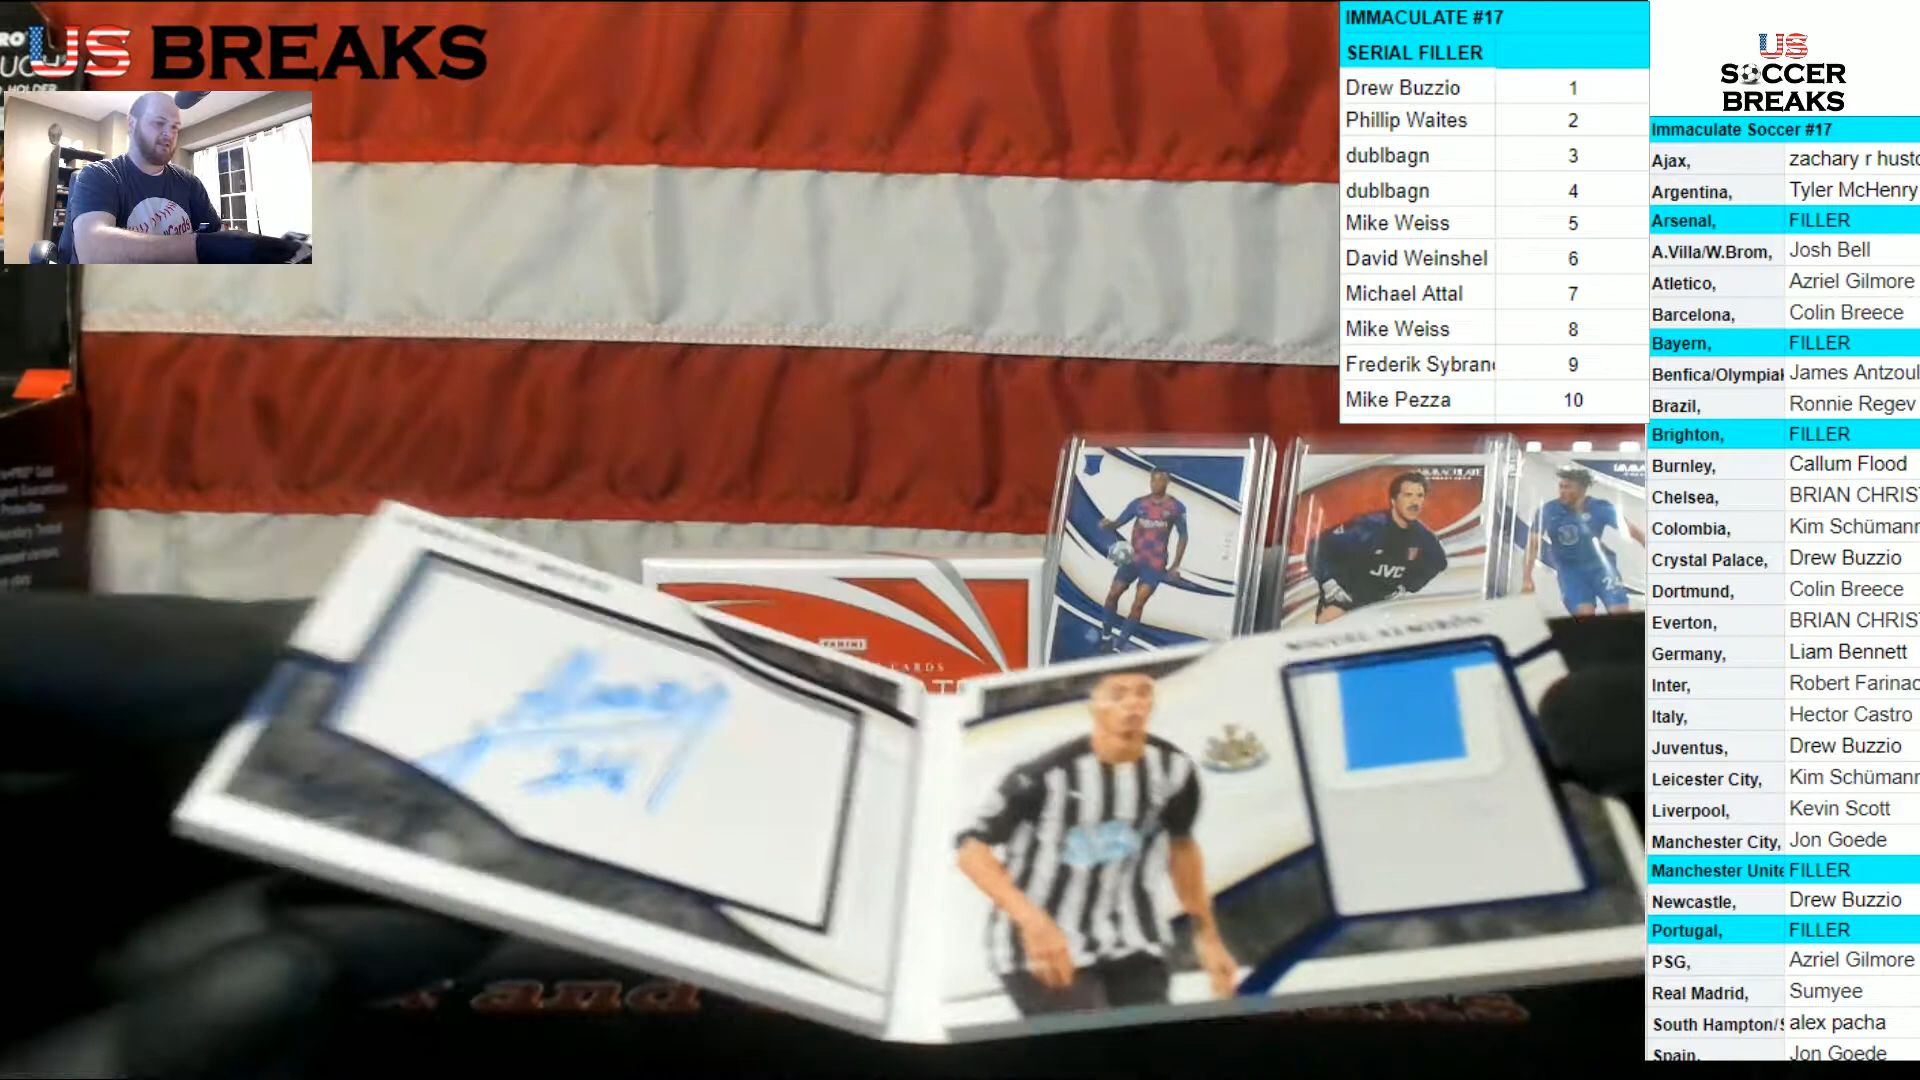 US BREAKS
IMMACULATE #17
SERIAL FILLER
Drew Buzzio 1
Phillip Waites 2
dublbagn 3
dublbagn 4
Mike Weiss 5
David Weinshel 6
Michael Attal 7
Mike Weiss 8
Frederik Sybran 9
Mike Pezza 10
US
SOCCER
BREAKS
Immaculate Soccer #17
Ajax, zachary r husto
Argentina, Tyler McHenry
Arsenal, FILLER
A.Villa/W.Brom, Josh Bell
Atletico, Azriel Gilmore
Barcelona, Colin Breece
Bayern, FILLER
Benfica/Olympial James Antzoul
Brazil, Ronnie Regev
Brighton, FILLER
Burnley, Callum Flood
Chelsea, BRIAN CHRIS
Colombia, Kim Schümann
Crystal Palace, Drew Buzzio
Dortmund, Colin Breece
Everton, BRIAN CHRIS
Germany, Liam Bennett
Inter, Robert Farinac
Italy, Hector Castro
Juventus, Drew Buzzio
Leicester City, Kim Schümann
Liverpool, Kevin Scott
Manchester City, Jon Goede
Manchester Unite FILLER
Newcastle, Drew Buzzio
Portugal, FILLER
PSG, Azriel Gilmore
Real Madrid, Sumyee
South Hampton/ alex pacha
Spain, Jon Goede
PANINI
CARDS
JVC
and